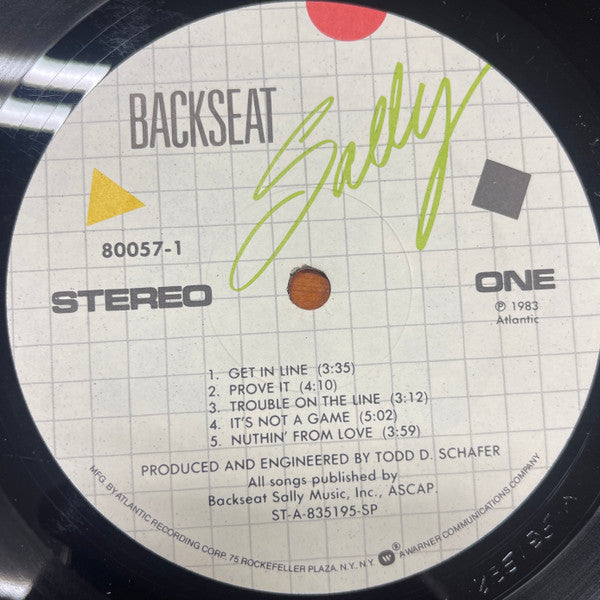 BACKSEAT
Sally
80057-1
STEREO
ONE
℗ 1983
Atlantic
1. GET IN LINE (3:35)
2. PROVE IT (4:10)
3. TROUBLE ON THE LINE (3:12)
4. IT'S NOT A GAME (5:02)
5. NUTHIN' FROM LOVE (3:59)
PRODUCED AND ENGINEERED BY TODD D. SCHAFER
All songs published by
Backseat Sally Music, Inc., ASCAP.
ST-A-835195-SP
MFG. BY ATLANTIC RECORDING CORP. 75 ROCKEFELLER PLAZA, N.Y. N.Y. ® A WARNER COMMUNICATIONS COMPANY